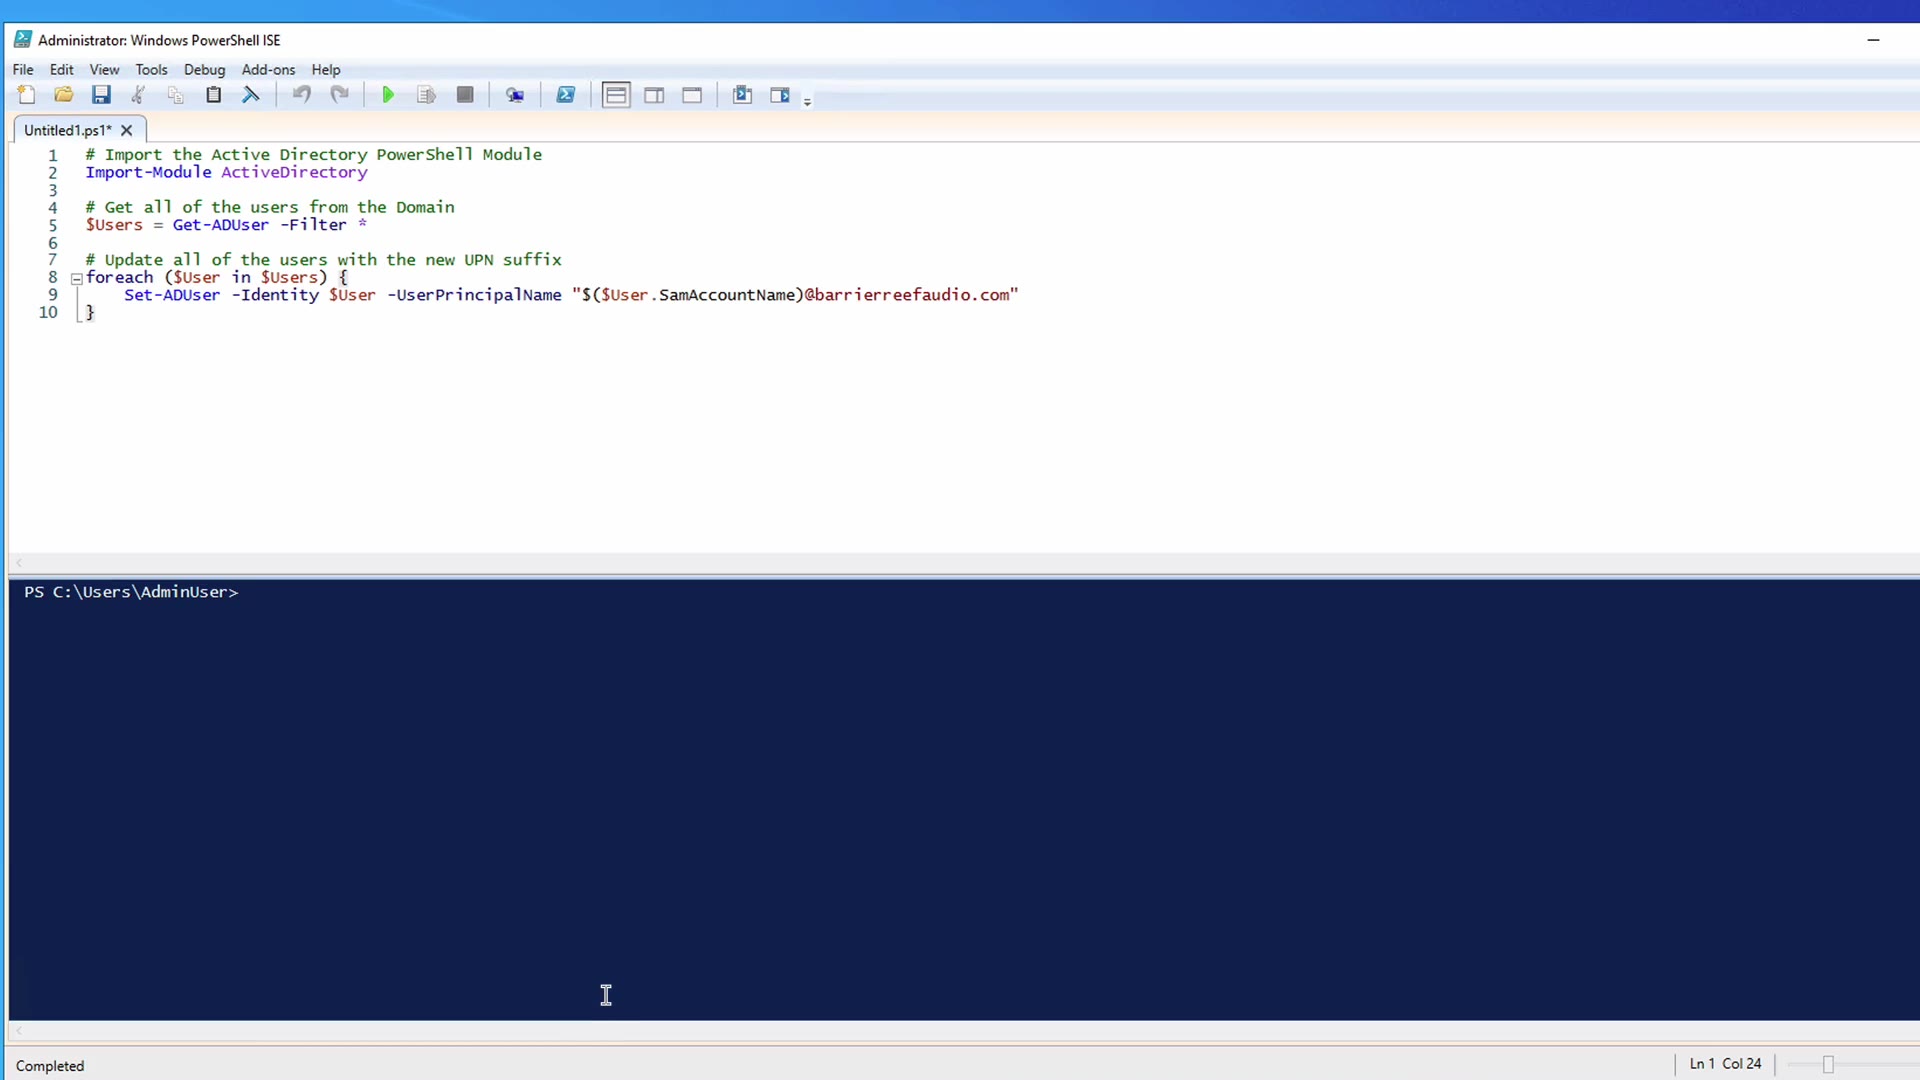 Administrator: Windows PowerShell ISE
File Edit View Tools Debug Add-ons Help
Untitled1.ps1*
1 # Import the Active Directory PowerShell Module
2 Import-Module ActiveDirectory
3
4 # Get all of the users from the Domain
5 $Users = Get-ADUser -Filter *
6
7 # Update all of the users with the new UPN suffix
8 foreach ($User in $Users) {
9 Set-ADUser -Identity $User -UserPrincipalName "$($User.SamAccountName)@barrierreefaudio.com"
10 }
PS C:\Users\AdminUser>
Completed
Ln 1 Col 24